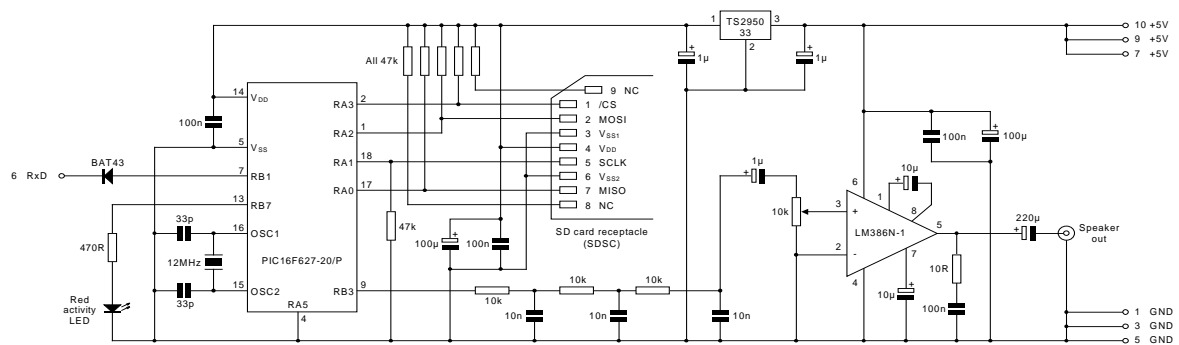 1
TS2950
33
3
2
10 +5V
9 +5V
7 +5V
All 47k
1µ
+
1µ
+
9 NC
1 /CS
2 MOSI
3 VSS1
4 VDD
5 SCLK
6 VSS2
7 MISO
8 NC
SD card receptacle
(SDSC)
14
VDD
100n
5
VSS
6 RxD
BAT43
7
RB1
13
RB7
33p
16
OSC1
12MHz
PIC16F627-20/P
15
OSC2
33p
470R
Red
activity
LED
RA5
4
RA3
2
RA2
1
RA1
18
RA0
17
RB3
9
47k
100µ
+
100n
10k
10k
10k
10n
10n
10n
1µ
+
10k
100n
+
100µ
6
1
+
10µ
8
3
+
LM386N-1
2
-
5
7
4
10µ
+
10R
100n
220µ
+
Speaker
out
1 GND
3 GND
5 GND